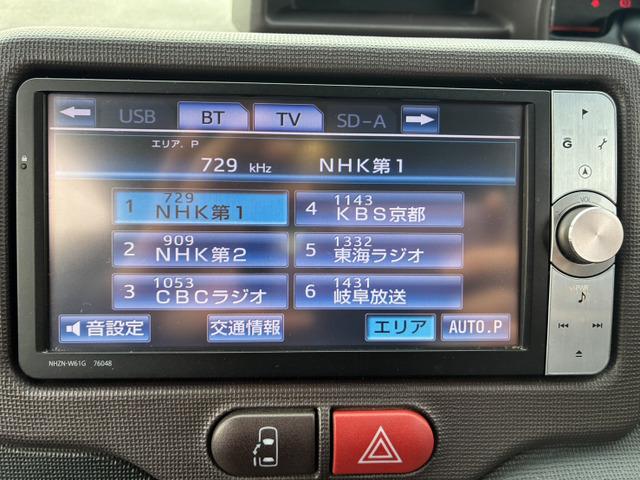 USB BT TV SD-A
エリア.P
729 kHz NHK第1
1 729 NHK第1
4 1143 KBS京都
2 909 NHK第2
5 1332 東海ラジオ
3 1053 CBCラジオ
6 1431 岐阜放送
音設定 交通情報 エリア AUTO.P
NHZN-W61G 76048
VOL
PWR